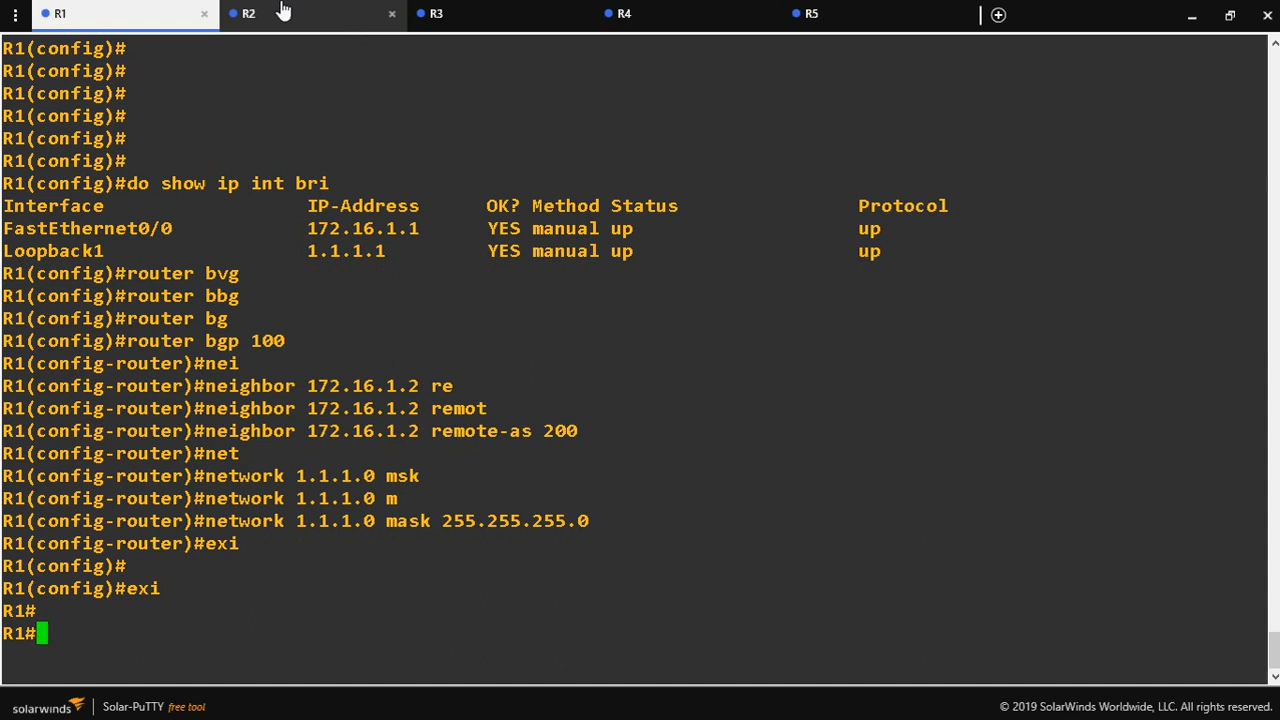 R1
R2
R3
R4
R5
R1(config)#
R1(config)#
R1(config)#
R1(config)#
R1(config)#
R1(config)#
R1(config)#do show ip int bri
Interface IP-Address OK? Method Status Protocol
FastEthernet0/0 172.16.1.1 YES manual up up
Loopback1 1.1.1.1 YES manual up up
R1(config)#router bvg
R1(config)#router bbg
R1(config)#router bg
R1(config)#router bgp 100
R1(config-router)#nei
R1(config-router)#neighbor 172.16.1.2 re
R1(config-router)#neighbor 172.16.1.2 remot
R1(config-router)#neighbor 172.16.1.2 remote-as 200
R1(config-router)#net
R1(config-router)#network 1.1.1.0 msk
R1(config-router)#network 1.1.1.0 m
R1(config-router)#network 1.1.1.0 mask 255.255.255.0
R1(config-router)#exi
R1(config)#
R1(config)#exi
R1#
R1#
solarwinds Solar-PuTTY free tool © 2019 SolarWinds Worldwide, LLC. All rights reserved.